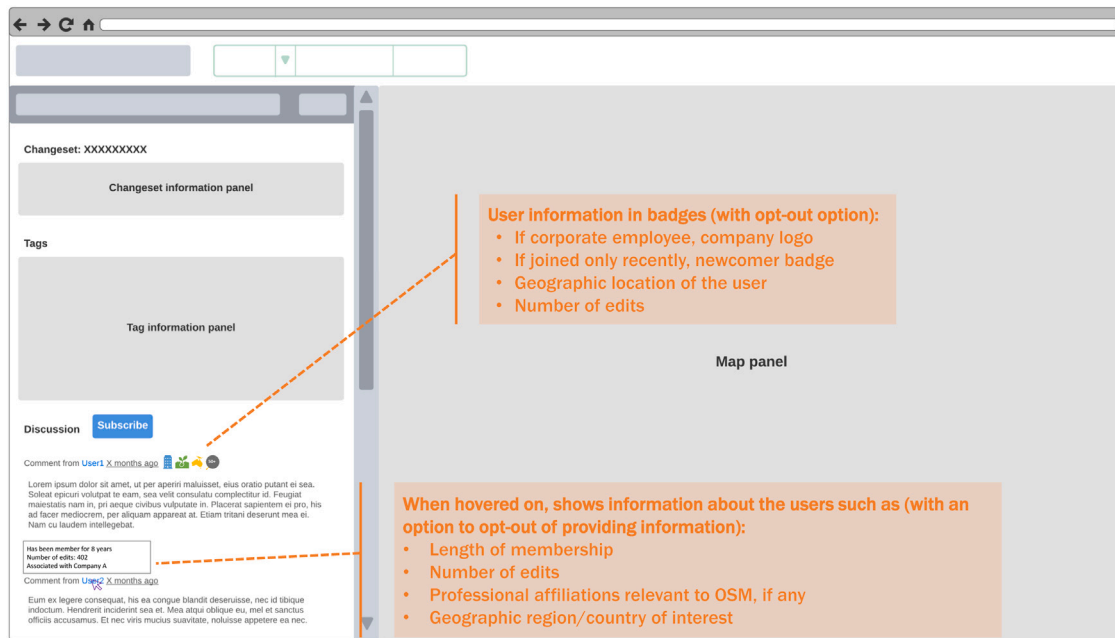 Changeset: XXXXXXXXX
Changeset information panel
Tags
Tag information panel
Discussion
Subscribe
Comment from User1 X months ago
Lorem ipsum dolor sit amet, ut per aperiri maluisset, eius oratio putant ei sea.
Soleat epicuri volutpat te eam, sea velit consulatu complectitur id. Feugiat
maiestatis nam in, pri aeque civibus vulputate in. Placerat sapientem ei pro, his
ad facer mediocrem, per aliquam appareat at. Etiam tritani deserunt mea ei.
Nam cu laudem intellegebat.
Has been member for 8 years
Number of edits: 402
Associated with Company A
Comment from User2 X months ago
Eum ex legere consequat, his ea congue blandit deseruisse, nec id tibique
indoctum. Hendrerit inciderint sea et. Mea atqui oblique eu, mel et sanctus
officiis accusamus. Et nec viris mucius suavitate, noluisse appetere ea nec.
User information in badges (with opt-out option):
• If corporate employee, company logo
• If joined only recently, newcomer badge
• Geographic location of the user
• Number of edits
Map panel
When hovered on, shows information about the users such as (with an
option to opt-out of providing information):
• Length of membership
• Number of edits
• Professional affiliations relevant to OSM, if any
• Geographic region/country of interest